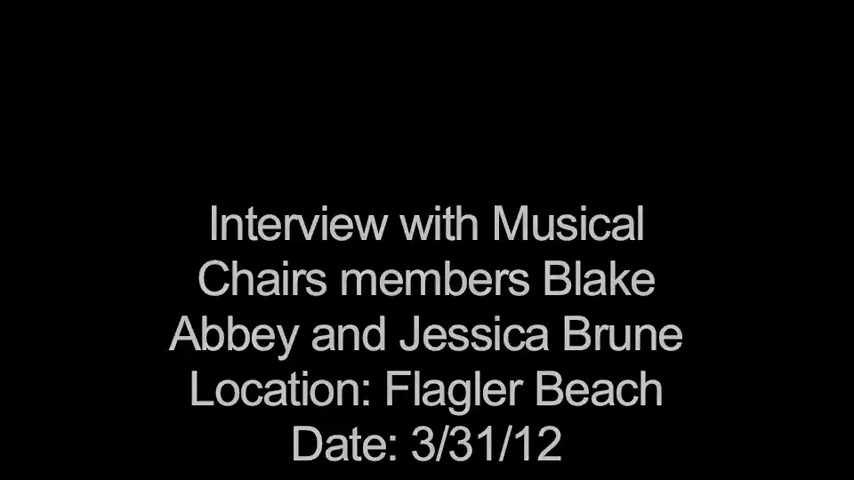 Interview with Musical
Chairs members Blake
Abbey and Jessica Brune
Location: Flagler Beach
Date: 3/31/12